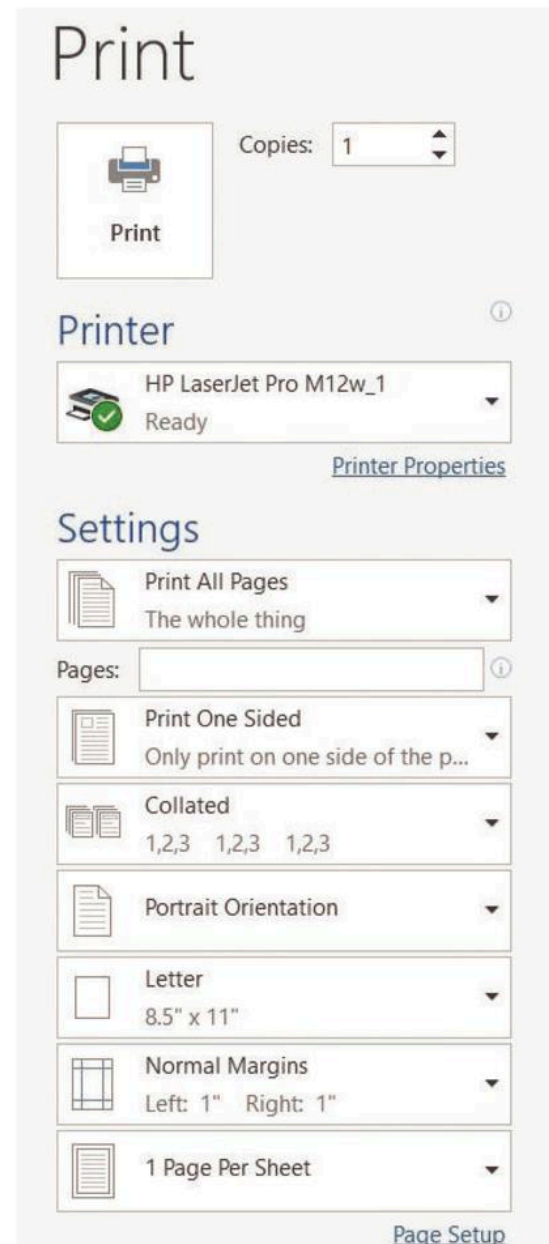 Print
Copies: 1
Print
Printer
HP LaserJet Pro M12w_1
Ready
Printer Properties
Settings
Print All Pages
The whole thing
Pages:
Print One Sided
Only print on one side of the p...
Collated
1,2,3 1,2,3 1,2,3
Portrait Orientation
Letter
8.5" x 11"
Normal Margins
Left: 1" Right: 1"
1 Page Per Sheet
Page Setup